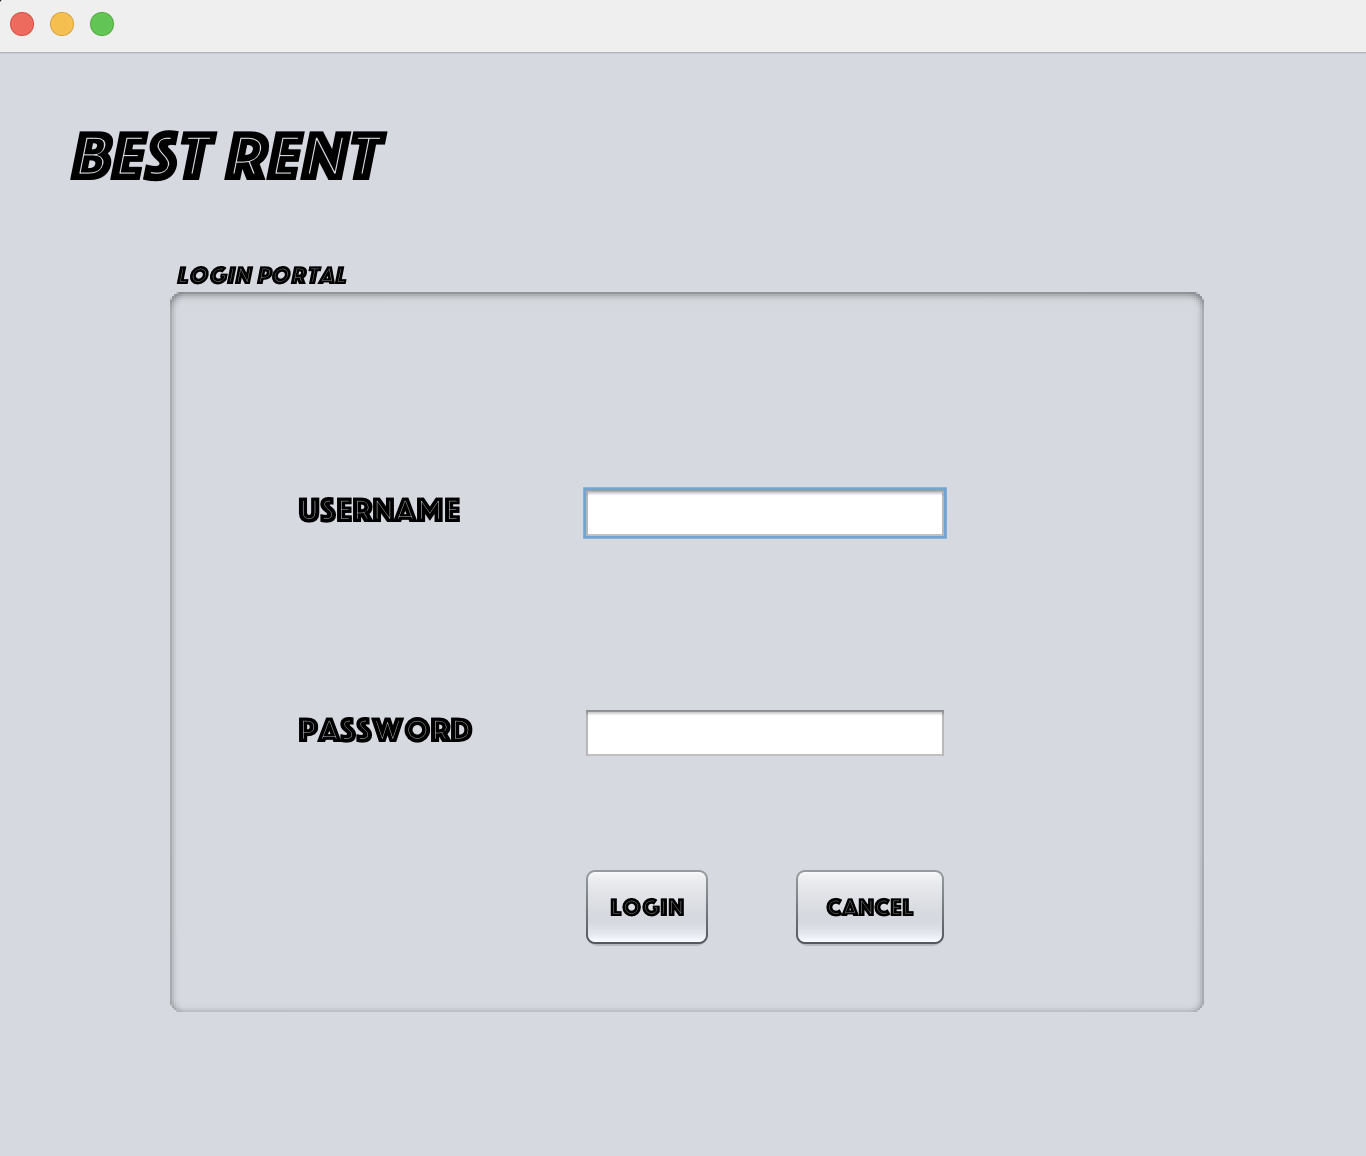 BEST RENT
LOGIN PORTAL
USERNAME
PASSWORD
LOGIN CANCEL